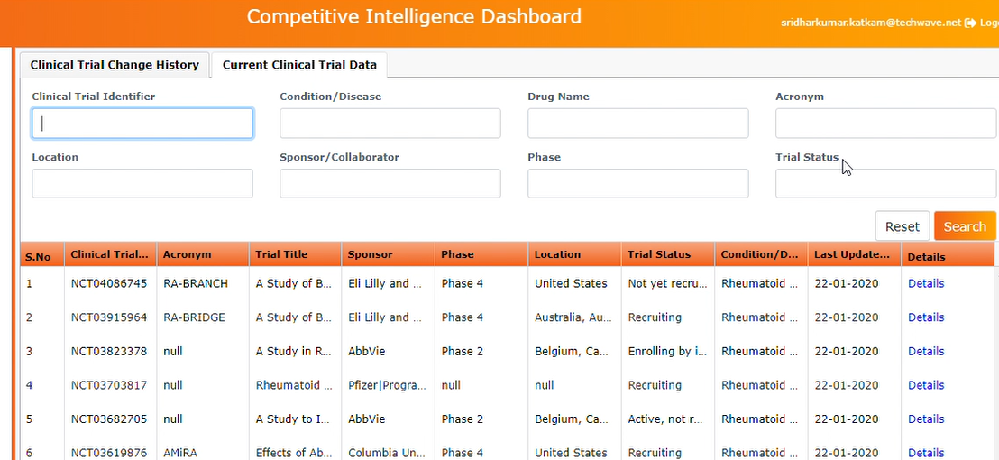 Competitive Intelligence Dashboard
sridharkumar.katkam@techwave.net Log
Clinical Trial Change History Current Clinical Trial Data
Clinical Trial Identifier Condition/Disease Drug Name Acronym
Location Sponsor/Collaborator Phase Trial Status
Reset Search
S.No Clinical Trial... Acronym Trial Title Sponsor Phase Location Trial Status Condition/D... Last Update... Details
1 NCT04086745 RA-BRANCH A Study of B... Eli Lilly and ... Phase 4 United States Not yet recru... Rheumatoid ... 22-01-2020 Details
2 NCT03915964 RA-BRIDGE A Study of B... Eli Lilly and ... Phase 4 Australia, Au... Recruiting Rheumatoid ... 22-01-2020 Details
3 NCT03823378 null A Study in R... AbbVie Phase 2 Belgium, Ca... Enrolling by i... Rheumatoid ... 22-01-2020 Details
4 NCT03703817 null Rheumatoid ... Pfizer|Progra... null null Recruiting Rheumatoid ... 22-01-2020 Details
5 NCT03682705 null A Study to I... AbbVie Phase 2 Belgium, Ca... Active, not r... Rheumatoid ... 22-01-2020 Details
6 NCT03619876 AMiRA Effects of Ab... Columbia Un... Phase 4 United States Recruiting Rheumatoid ... 22-01-2020 Details